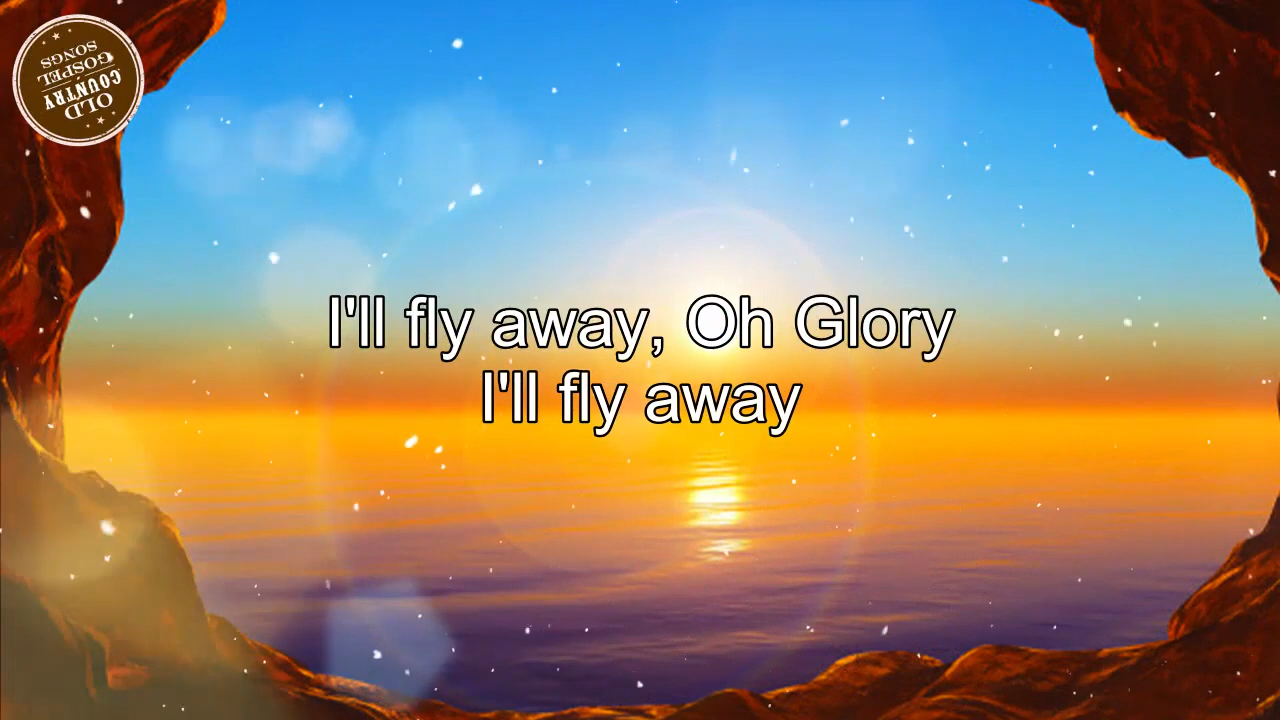 OLD
COUNTRY
GOSPEL
SONGS
I'll fly away, Oh Glory
I'll fly away